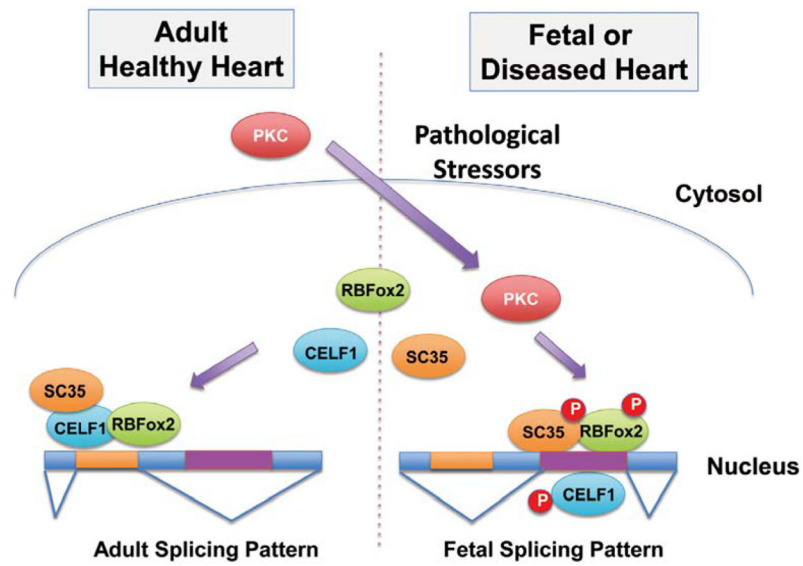 Adult
Healthy Heart
Fetal or
Diseased Heart
PKC
Pathological
Stressors
Cytosol
RBFox2
PKC
CELF1
SC35
SC35
CELF1
RBFox2
P
P
SC35
RBFox2
Nucleus
P
CELF1
Adult Splicing Pattern
Fetal Splicing Pattern